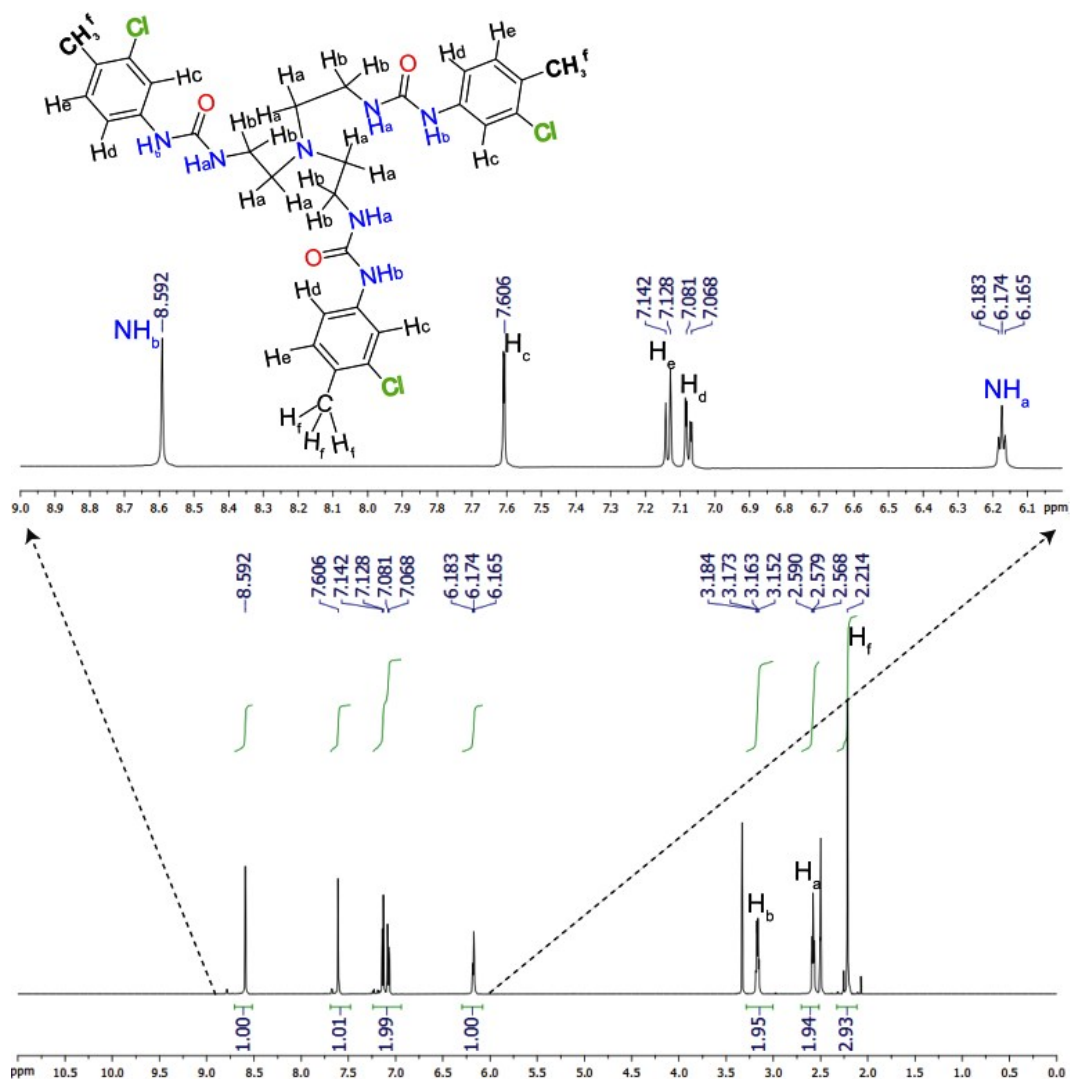 CH₃ᶠ Cl
Hc
He
Hd
O
HbN
HaN
Hb Hb
Ha Ha
N
Ha
Ha
Hb Hb
O
NHa
NHb
Hd He
CH₃ᶠ
Cl
Hc
Ha
Ha
Hb
Hb
NHa
O
NHb
Hd
Hc
He
Cl
C
Hf Hf Hf
8.592
7.606
7.142
7.128
7.081
7.068
6.183
6.174
6.165
NHb
Hc
He
Hd
NHa
9.0 8.9 8.8 8.7 8.6 8.5 8.4 8.3 8.2 8.1 8.0 7.9 7.8 7.7 7.6 7.5 7.4 7.3 7.2 7.1 7.0 6.9 6.8 6.7 6.6 6.5 6.4 6.3 6.2 6.1 ppm
8.592
7.606
7.142
7.128
7.081
7.068
6.183
6.174
6.165
3.184
3.173
3.163
3.152
2.590
2.579
2.568
2.214
Hf
Ha
Hb
1.00
1.01
1.99
1.00
1.95
1.94
2.93
ppm 10.5 10.0 9.5 9.0 8.5 8.0 7.5 7.0 6.5 6.0 5.5 5.0 4.5 4.0 3.5 3.0 2.5 2.0 1.5 1.0 0.5 0.0